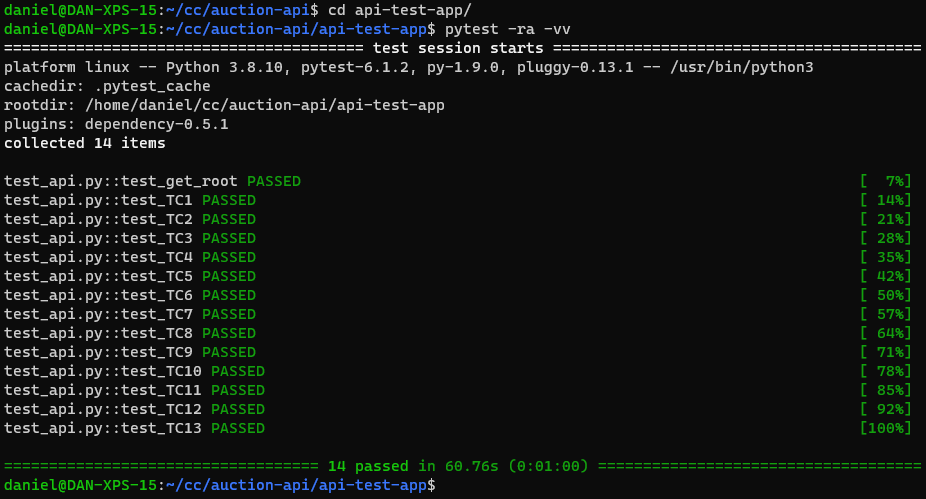 daniel@DAN-XPS-15:~/cc/auction-api$ cd api-test-app/
daniel@DAN-XPS-15:~/cc/auction-api/api-test-app$ pytest -ra -vv
======================================== test session starts =========================================
platform linux -- Python 3.8.10, pytest-6.1.2, py-1.9.0, pluggy-0.13.1 -- /usr/bin/python3
cachedir: .pytest_cache
rootdir: /home/daniel/cc/auction-api/api-test-app
plugins: dependency-0.5.1
collected 14 items

test_api.py::test_get_root PASSED [  7%]
test_api.py::test_TC1 PASSED [ 14%]
test_api.py::test_TC2 PASSED [ 21%]
test_api.py::test_TC3 PASSED [ 28%]
test_api.py::test_TC4 PASSED [ 35%]
test_api.py::test_TC5 PASSED [ 42%]
test_api.py::test_TC6 PASSED [ 50%]
test_api.py::test_TC7 PASSED [ 57%]
test_api.py::test_TC8 PASSED [ 64%]
test_api.py::test_TC9 PASSED [ 71%]
test_api.py::test_TC10 PASSED [ 78%]
test_api.py::test_TC11 PASSED [ 85%]
test_api.py::test_TC12 PASSED [ 92%]
test_api.py::test_TC13 PASSED [100%]

=================================== 14 passed in 60.76s (0:01:00) ====================================
daniel@DAN-XPS-15:~/cc/auction-api/api-test-app$